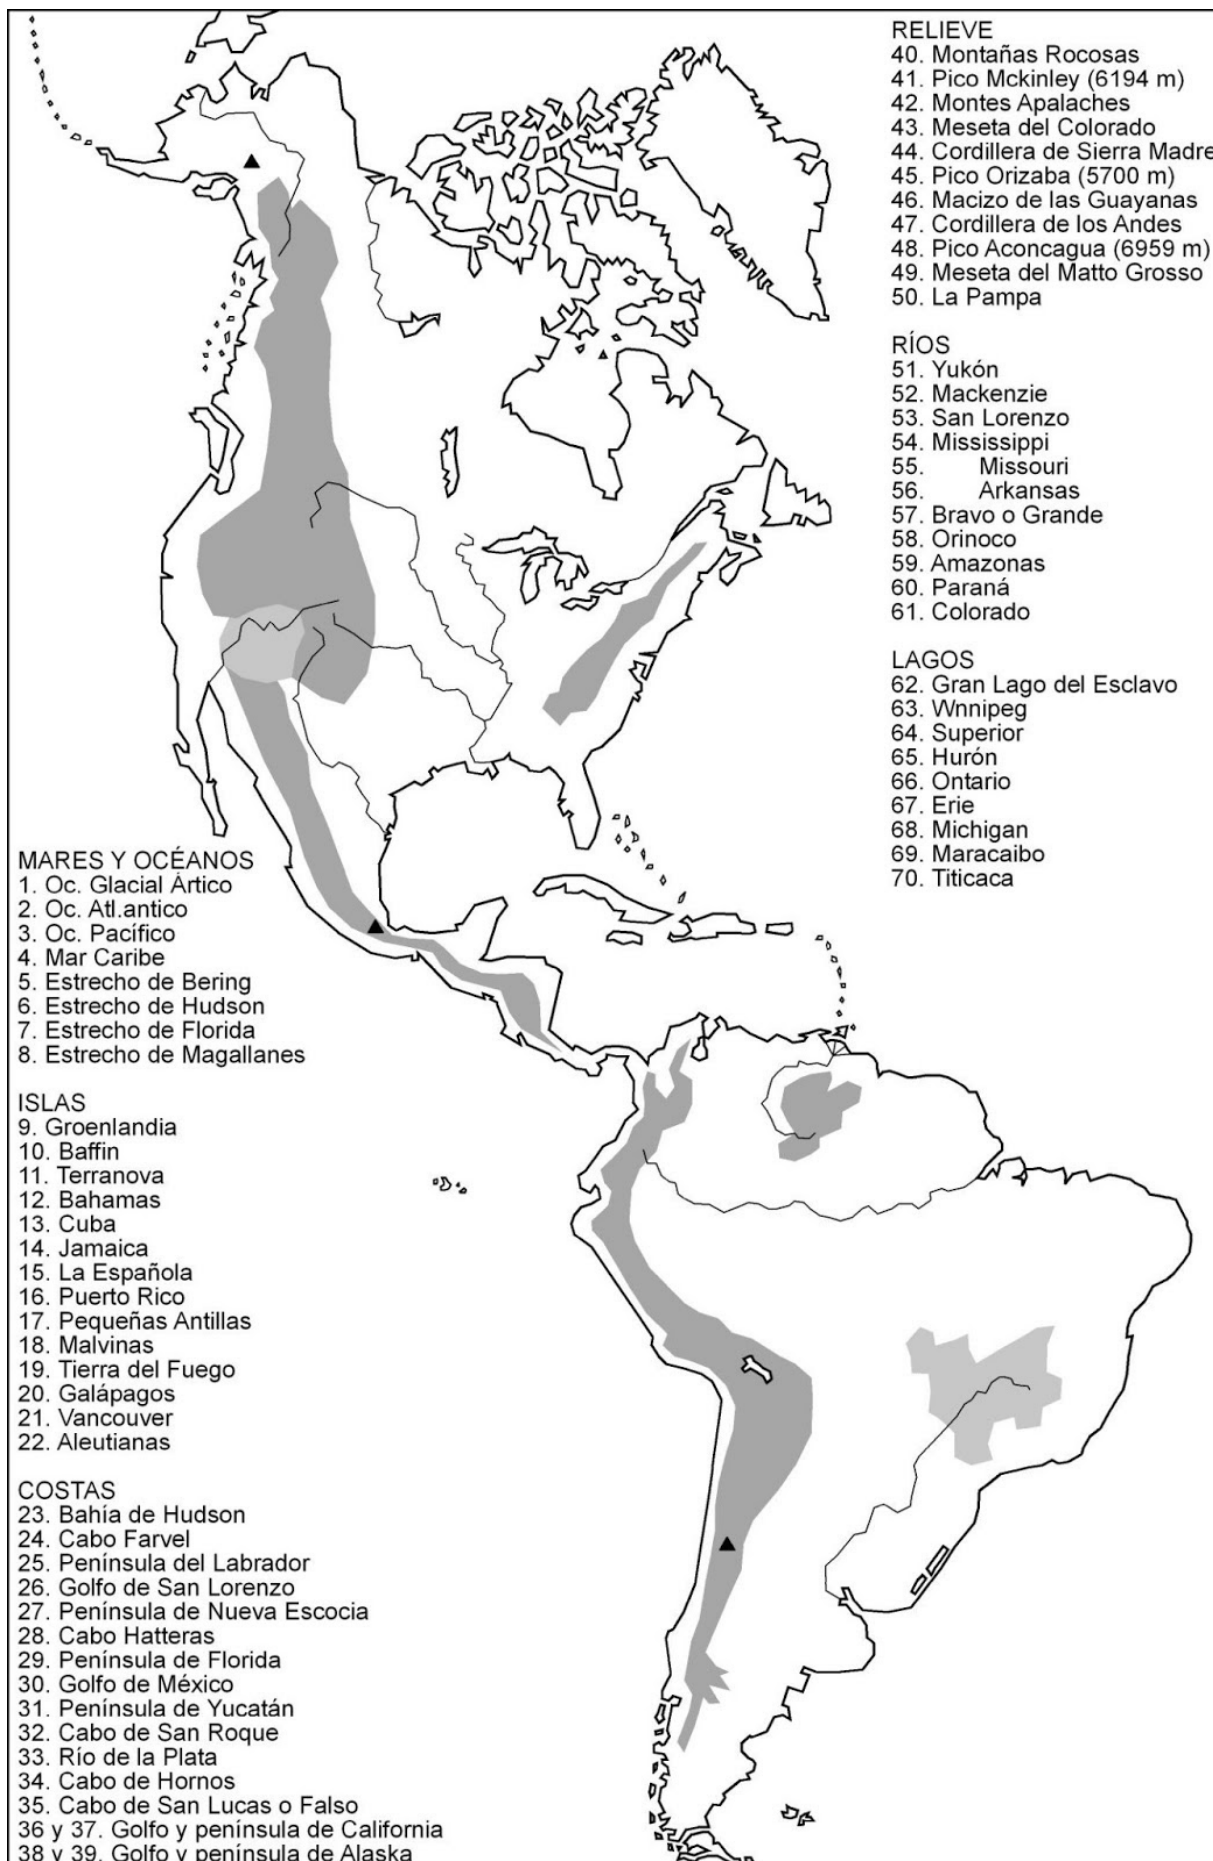 RELIEVE
40. Montañas Rocosas
41. Pico Mckinley (6194 m)
42. Montes Apalaches
43. Meseta del Colorado
44. Cordillera de Sierra Madre
45. Pico Orizaba (5700 m)
46. Macizo de las Guayanas
47. Cordillera de los Andes
48. Pico Aconcagua (6959 m)
49. Meseta del Matto Grosso
50. La Pampa
RÍOS
51. Yukón
52. Mackenzie
53. San Lorenzo
54. Mississippi
55. Missouri
56. Arkansas
57. Bravo o Grande
58. Orinoco
59. Amazonas
60. Paraná
61. Colorado
LAGOS
62. Gran Lago del Esclavo
63. Wnnipeg
64. Superior
65. Hurón
66. Ontario
67. Erie
68. Michigan
69. Maracaibo
70. Titicaca
MARES Y OCÉANOS
1. Oc. Glacial Ártico
2. Oc. Atl.antico
3. Oc. Pacífico
4. Mar Caribe
5. Estrecho de Bering
6. Estrecho de Hudson
7. Estrecho de Florida
8. Estrecho de Magallanes
ISLAS
9. Groenlandia
10. Baffin
11. Terranova
12. Bahamas
13. Cuba
14. Jamaica
15. La Española
16. Puerto Rico
17. Pequeñas Antillas
18. Malvinas
19. Tierra del Fuego
20. Galápagos
21. Vancouver
22. Aleutianas
COSTAS
23. Bahía de Hudson
24. Cabo Farvel
25. Península del Labrador
26. Golfo de San Lorenzo
27. Península de Nueva Escocia
28. Cabo Hatteras
29. Península de Florida
30. Golfo de México
31. Península de Yucatán
32. Cabo de San Roque
33. Río de la Plata
34. Cabo de Hornos
35. Cabo de San Lucas o Falso
36 y 37. Golfo y península de California
38 y 39. Golfo y península de Alaska